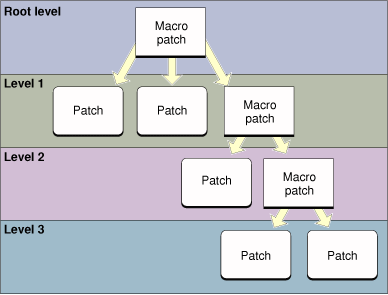 Root level
Macro
patch
Level 1
Patch
Patch
Macro
patch
Level 2
Patch
Macro
patch
Level 3
Patch
Patch